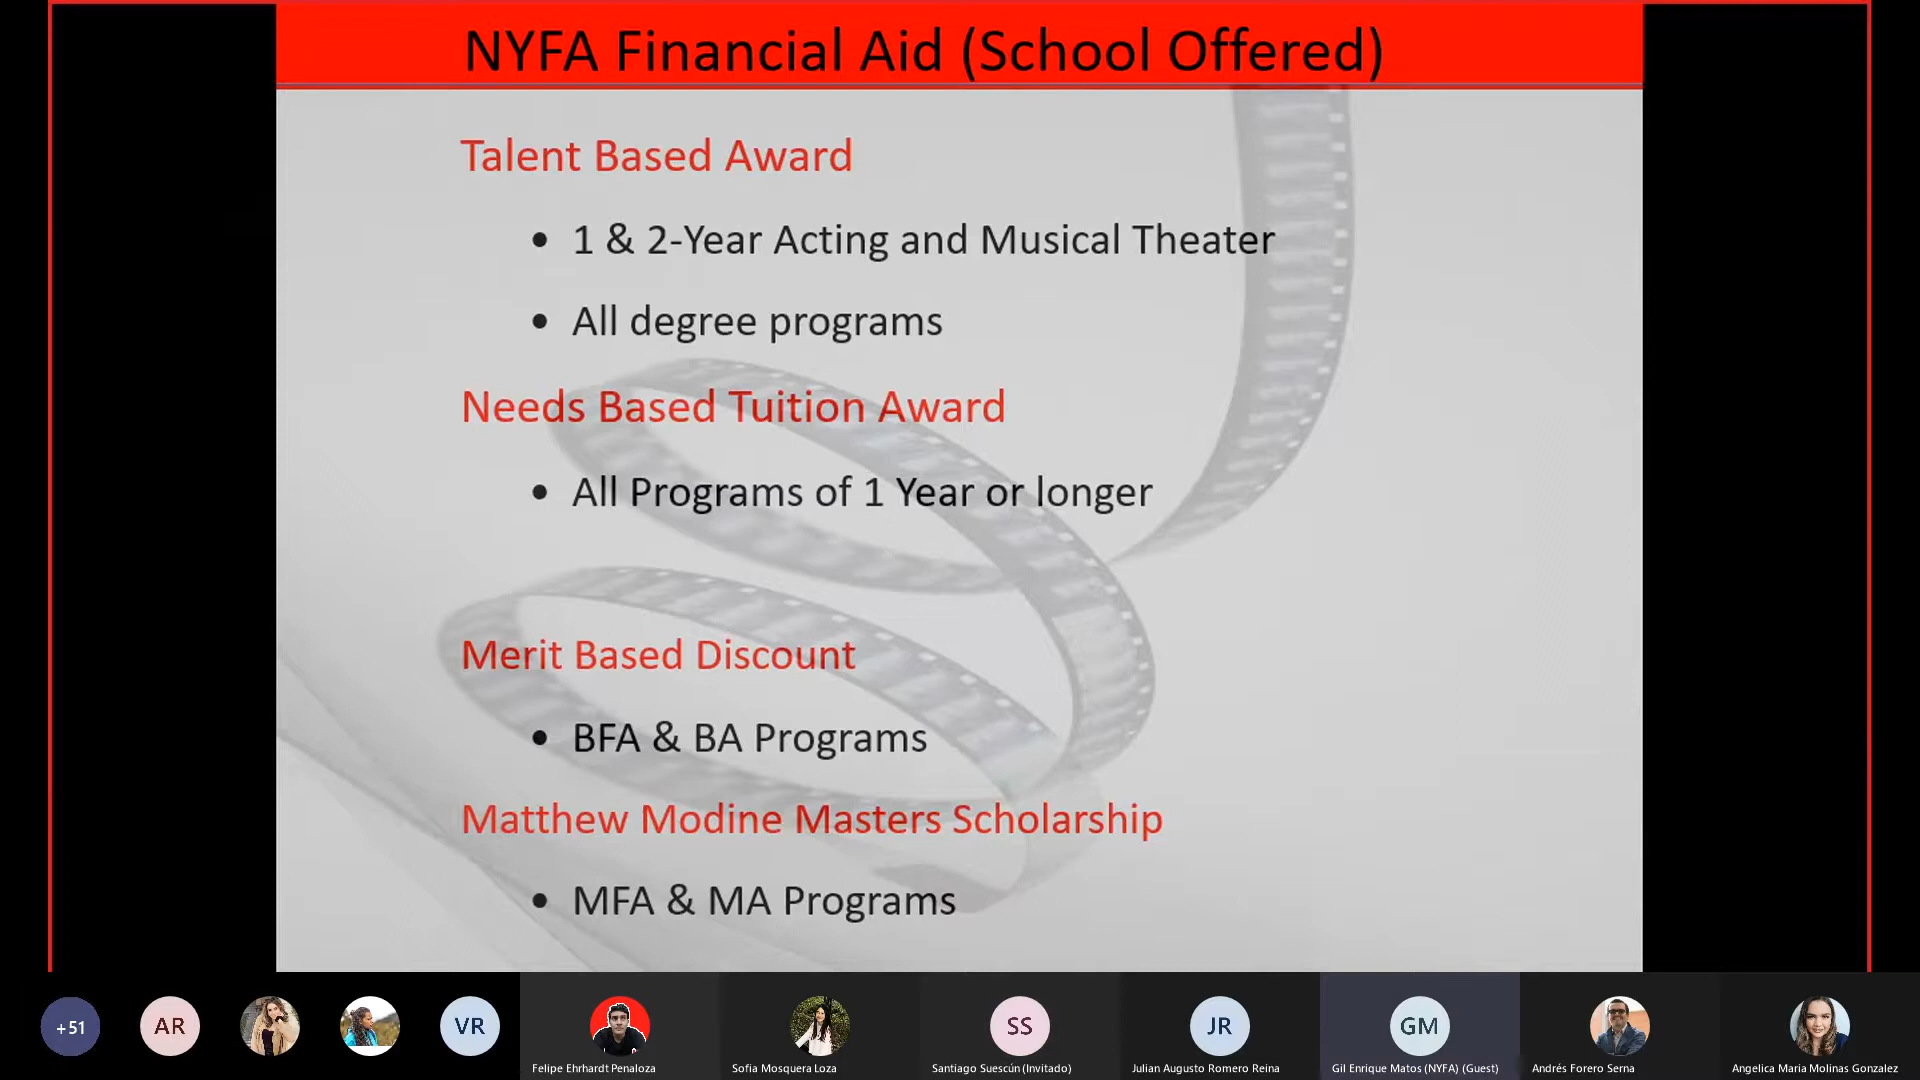 NYFA Financial Aid (School Offered)
Talent Based Award
• 1 & 2-Year Acting and Musical Theater
• All degree programs
Needs Based Tuition Award
• All Programs of 1 Year or longer
Merit Based Discount
• BFA & BA Programs
Matthew Modine Masters Scholarship
• MFA & MA Programs
+51
AR
VR
SS
JR
GM
Felipe Ehrhardt Penaloza
Sofia Mosquera Loza
Santiago Suescún (Invitado)
Julian Augusto Romero Reina
Gil Enrique Matos (NYFA) (Guest)
Andrés Forero Serna
Angelica Maria Molinas Gonzalez